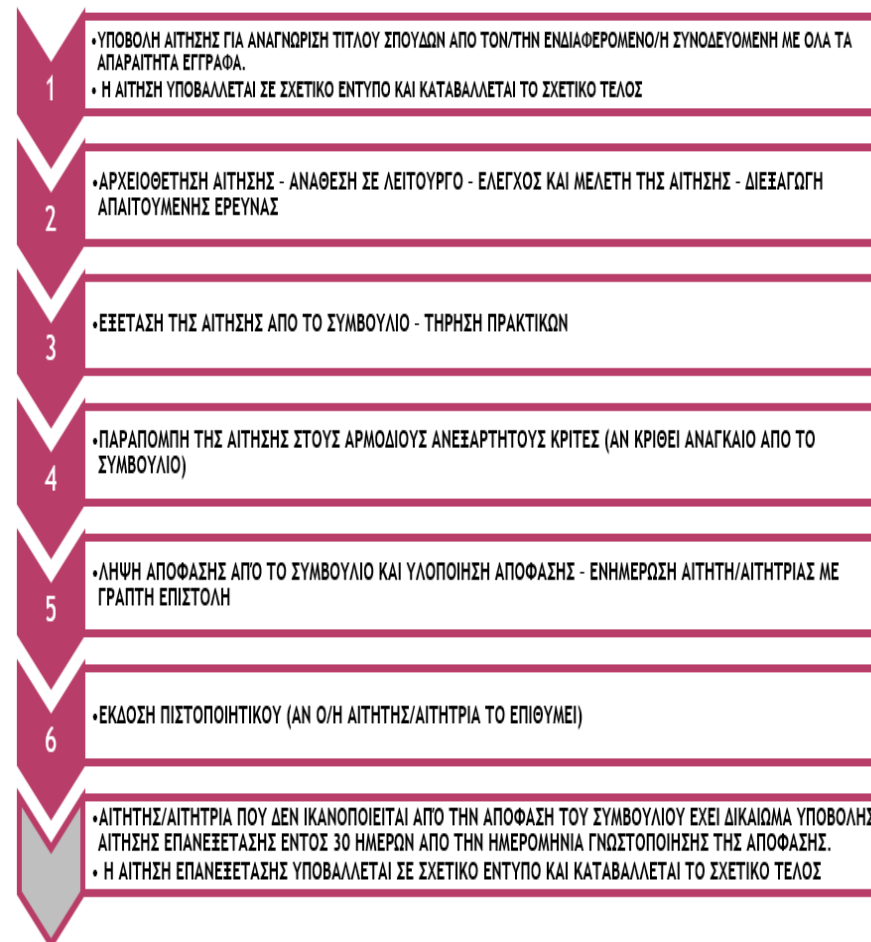 1
•ΥΠΟΒΟΛΗ ΑΙΤΗΣΗΣ ΓΙΑ ΑΝΑΓΝΩΡΙΣΗ ΤΙΤΛΟΥ ΣΠΟΥΔΩΝ ΑΠΟ ΤΟΝ/ΤΗΝ ΕΝΔΙΑΦΕΡΟΜΕΝΟ/Η ΣΥΝΟΔΕΥΟΜΕΝΗ ΜΕ ΟΛΑ ΤΑ
ΑΠΑΡΑΙΤΗΤΑ ΕΓΓΡΑΦΑ.
• Η ΑΙΤΗΣΗ ΥΠΟΒΑΛΛΕΤΑΙ ΣΕ ΣΧΕΤΙΚΟ ΕΝΤΥΠΟ ΚΑΙ ΚΑΤΑΒΑΛΛΕΤΑΙ ΤΟ ΣΧΕΤΙΚΟ ΤΕΛΟΣ
2
•ΑΡΧΕΙΟΘΕΤΗΣΗ ΑΙΤΗΣΗΣ - ΑΝΑΘΕΣΗ ΣΕ ΛΕΙΤΟΥΡΓΟ - ΕΛΕΓΧΟΣ ΚΑΙ ΜΕΛΕΤΗ ΤΗΣ ΑΙΤΗΣΗΣ - ΔΙΕΞΑΓΩΓΗ
ΑΠΑΙΤΟΥΜΕΝΗΣ ΕΡΕΥΝΑΣ
3
•ΕΞΕΤΑΣΗ ΤΗΣ ΑΙΤΗΣΗΣ ΑΠΟ ΤΟ ΣΥΜΒΟΥΛΙΟ - ΤΗΡΗΣΗ ΠΡΑΚΤΙΚΩΝ
4
•ΠΑΡΑΠΟΜΠΗ ΤΗΣ ΑΙΤΗΣΗΣ ΣΤΟΥΣ ΑΡΜΟΔΙΟΥΣ ΑΝΕΞΑΡΤΗΤΟΥΣ ΚΡΙΤΕΣ (ΑΝ ΚΡΙΘΕΙ ΑΝΑΓΚΑΙΟ ΑΠΟ ΤΟ
ΣΥΜΒΟΥΛΙΟ)
5
•ΛΗΨΗ ΑΠΟΦΑΣΗΣ ΑΠΌ ΤΟ ΣΥΜΒΟΥΛΙΟ ΚΑΙ ΥΛΟΠΟΙΗΣΗ ΑΠΟΦΑΣΗΣ - ΕΝΗΜΕΡΩΣΗ ΑΙΤΗΤΗ/ΑΙΤΗΤΡΙΑΣ ΜΕ
ΓΡΑΠΤΗ ΕΠΙΣΤΟΛΗ
6
•ΕΚΔΟΣΗ ΠΙΣΤΟΠΟΙΗΤΙΚΟΥ (ΑΝ Ο/Η ΑΙΤΗΤΗΣ/ΑΙΤΗΤΡΙΑ ΤΟ ΕΠΙΘΥΜΕΙ)
•ΑΙΤΗΤΗΣ/ΑΙΤΗΤΡΙΑ ΠΟΥ ΔΕΝ ΙΚΑΝΟΠΟΙΕΙΤΑΙ ΑΠΌ ΤΗΝ ΑΠΟΦΑΣΗ ΤΟΥ ΣΥΜΒΟΥΛΙΟΥ ΕΧΕΙ ΔΙΚΑΙΩΜΑ ΥΠΟΒΟΛΗΣ
ΑΙΤΗΣΗΣ ΕΠΑΝΕΞΕΤΑΣΗΣ ΕΝΤΟΣ 30 ΗΜΕΡΩΝ ΑΠΟ ΤΗΝ ΗΜΕΡΟΜΗΝΙΑ ΓΝΩΣΤΟΠΟΙΗΣΗΣ ΤΗΣ ΑΠΟΦΑΣΗΣ.
• Η ΑΙΤΗΣΗ ΕΠΑΝΕΞΕΤΑΣΗΣ ΥΠΟΒΑΛΛΕΤΑΙ ΣΕ ΣΧΕΤΙΚΟ ΕΝΤΥΠΟ ΚΑΙ ΚΑΤΑΒΑΛΛΕΤΑΙ ΤΟ ΣΧΕΤΙΚΟ ΤΕΛΟΣ